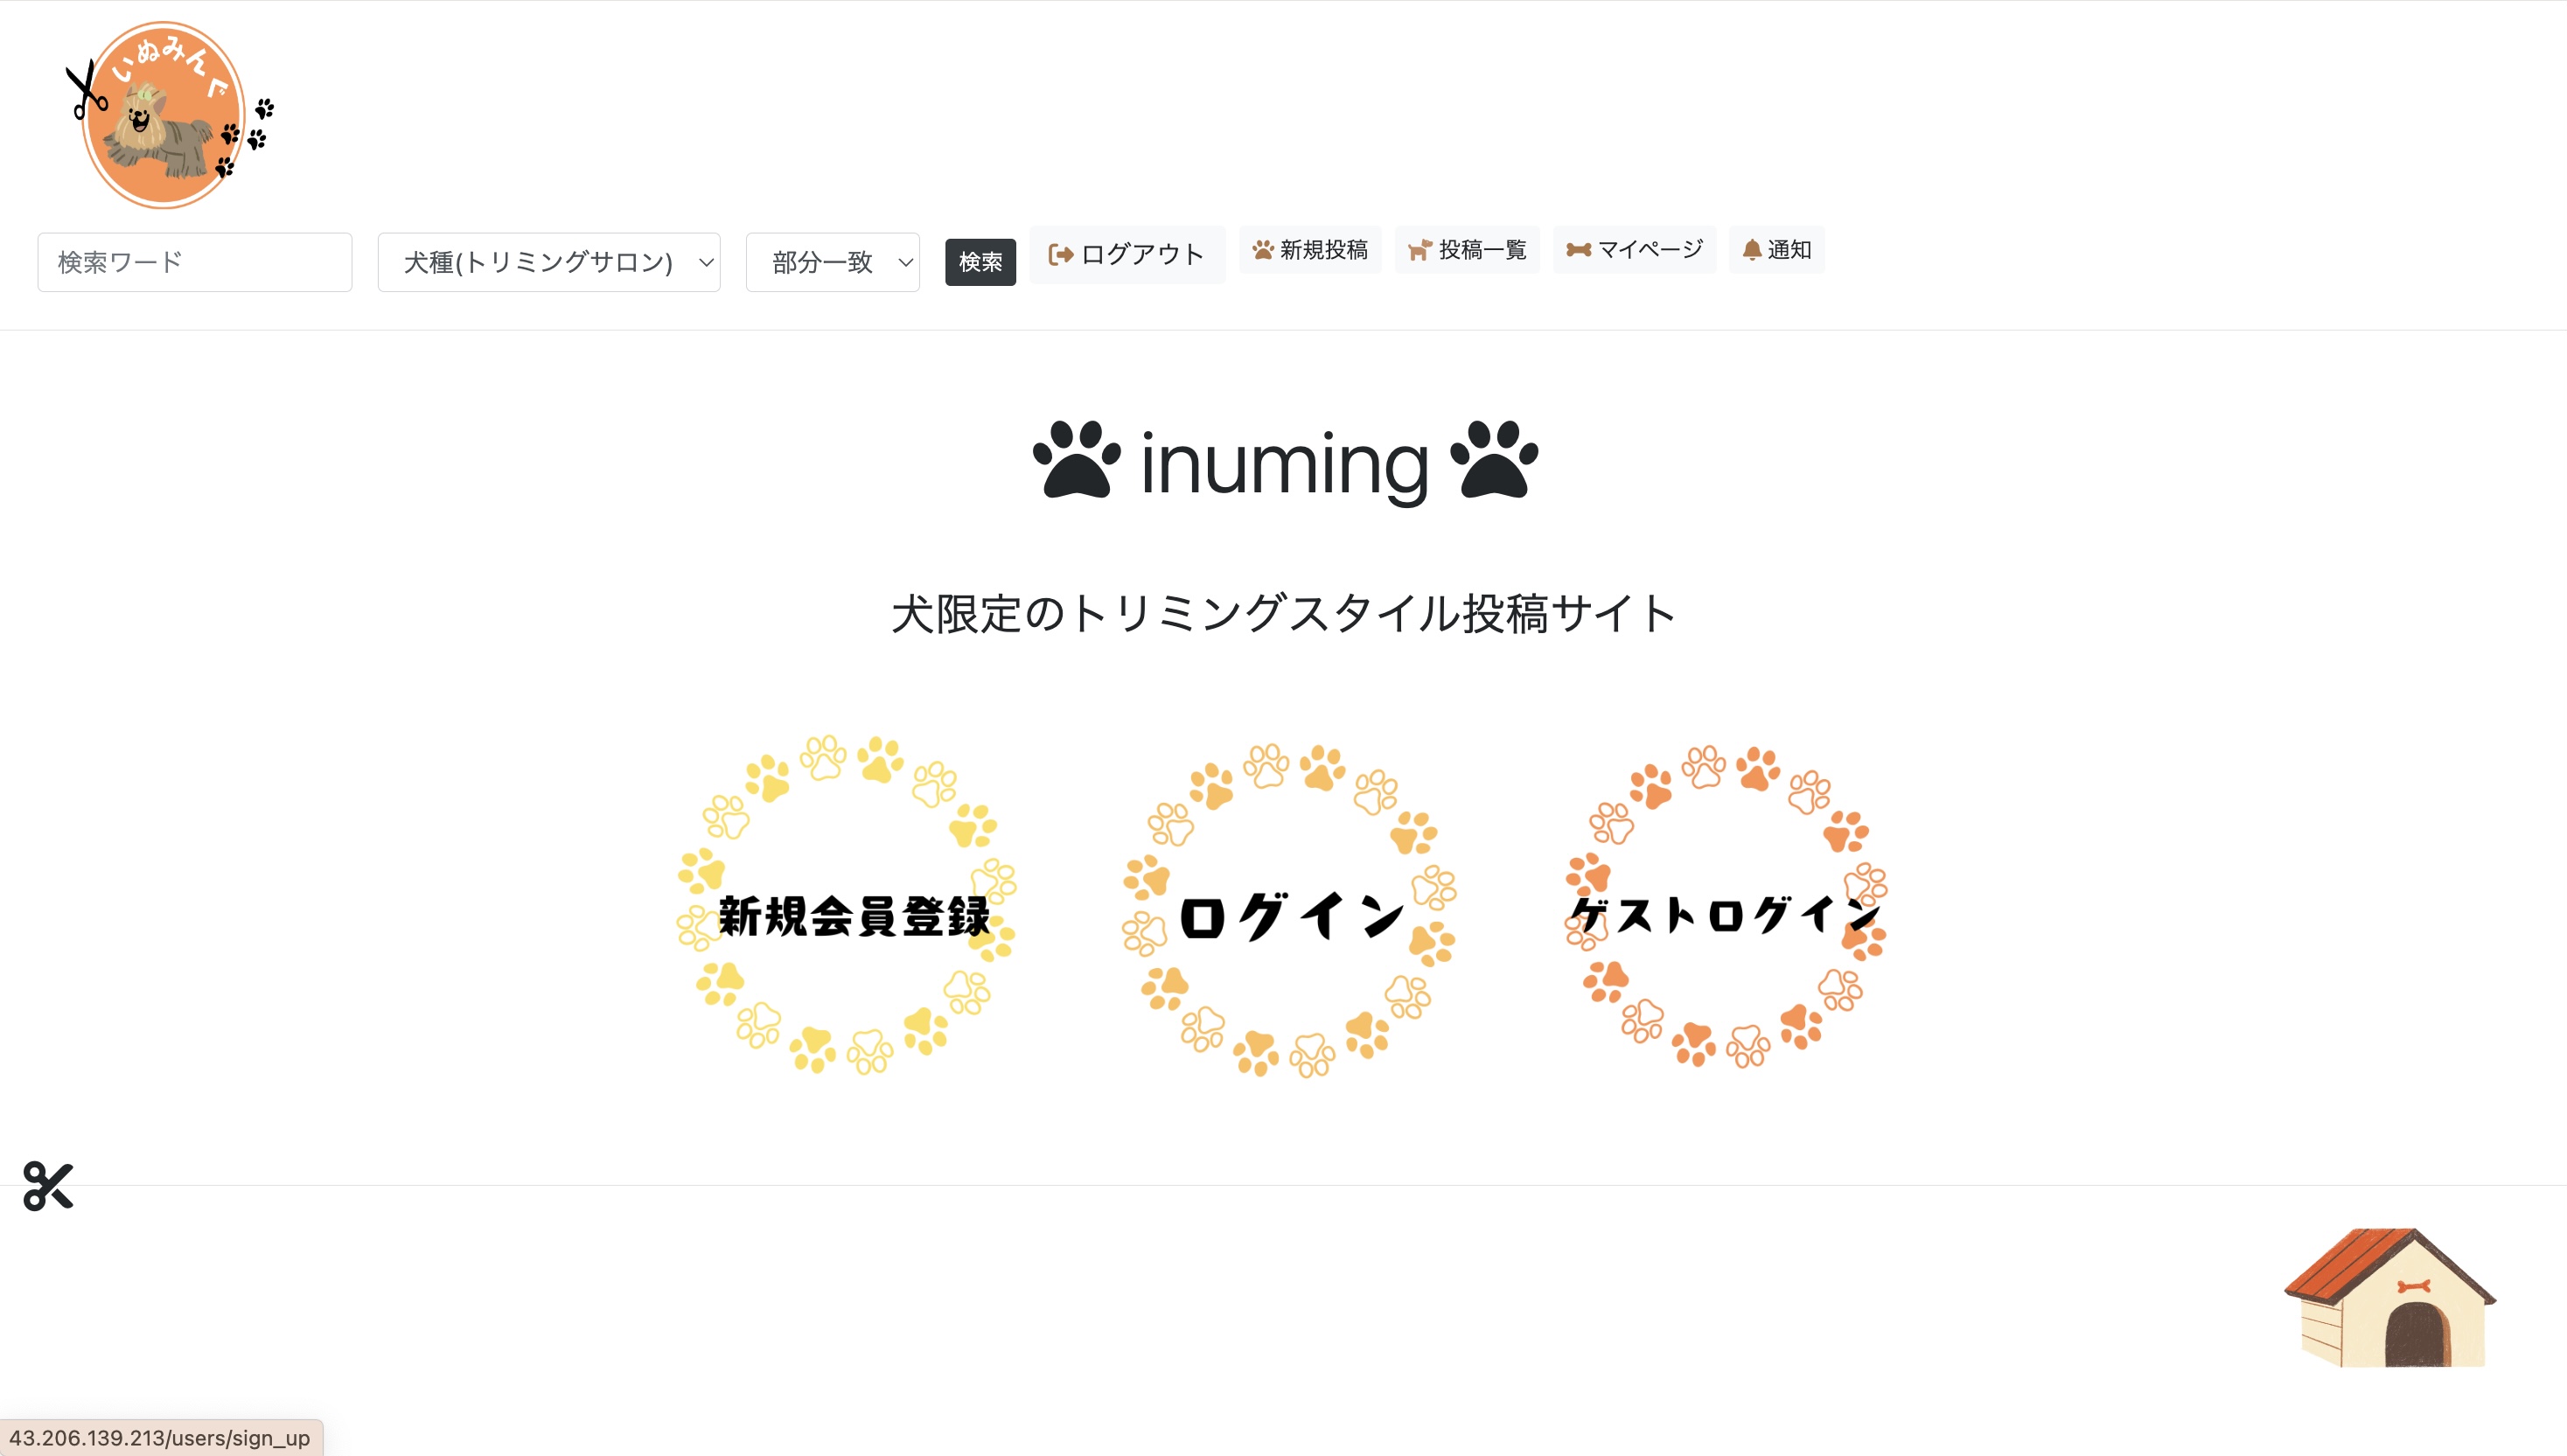 いぬみんぐ
検索ワード 犬種(トリミングサロン) 部分一致 検索 ログアウト 新規投稿 投稿一覧 マイページ 通知
inuming
犬限定のトリミングスタイル投稿サイト
新規会員登録 ログイン ゲストログイン
43.206.139.213/users/sign_up